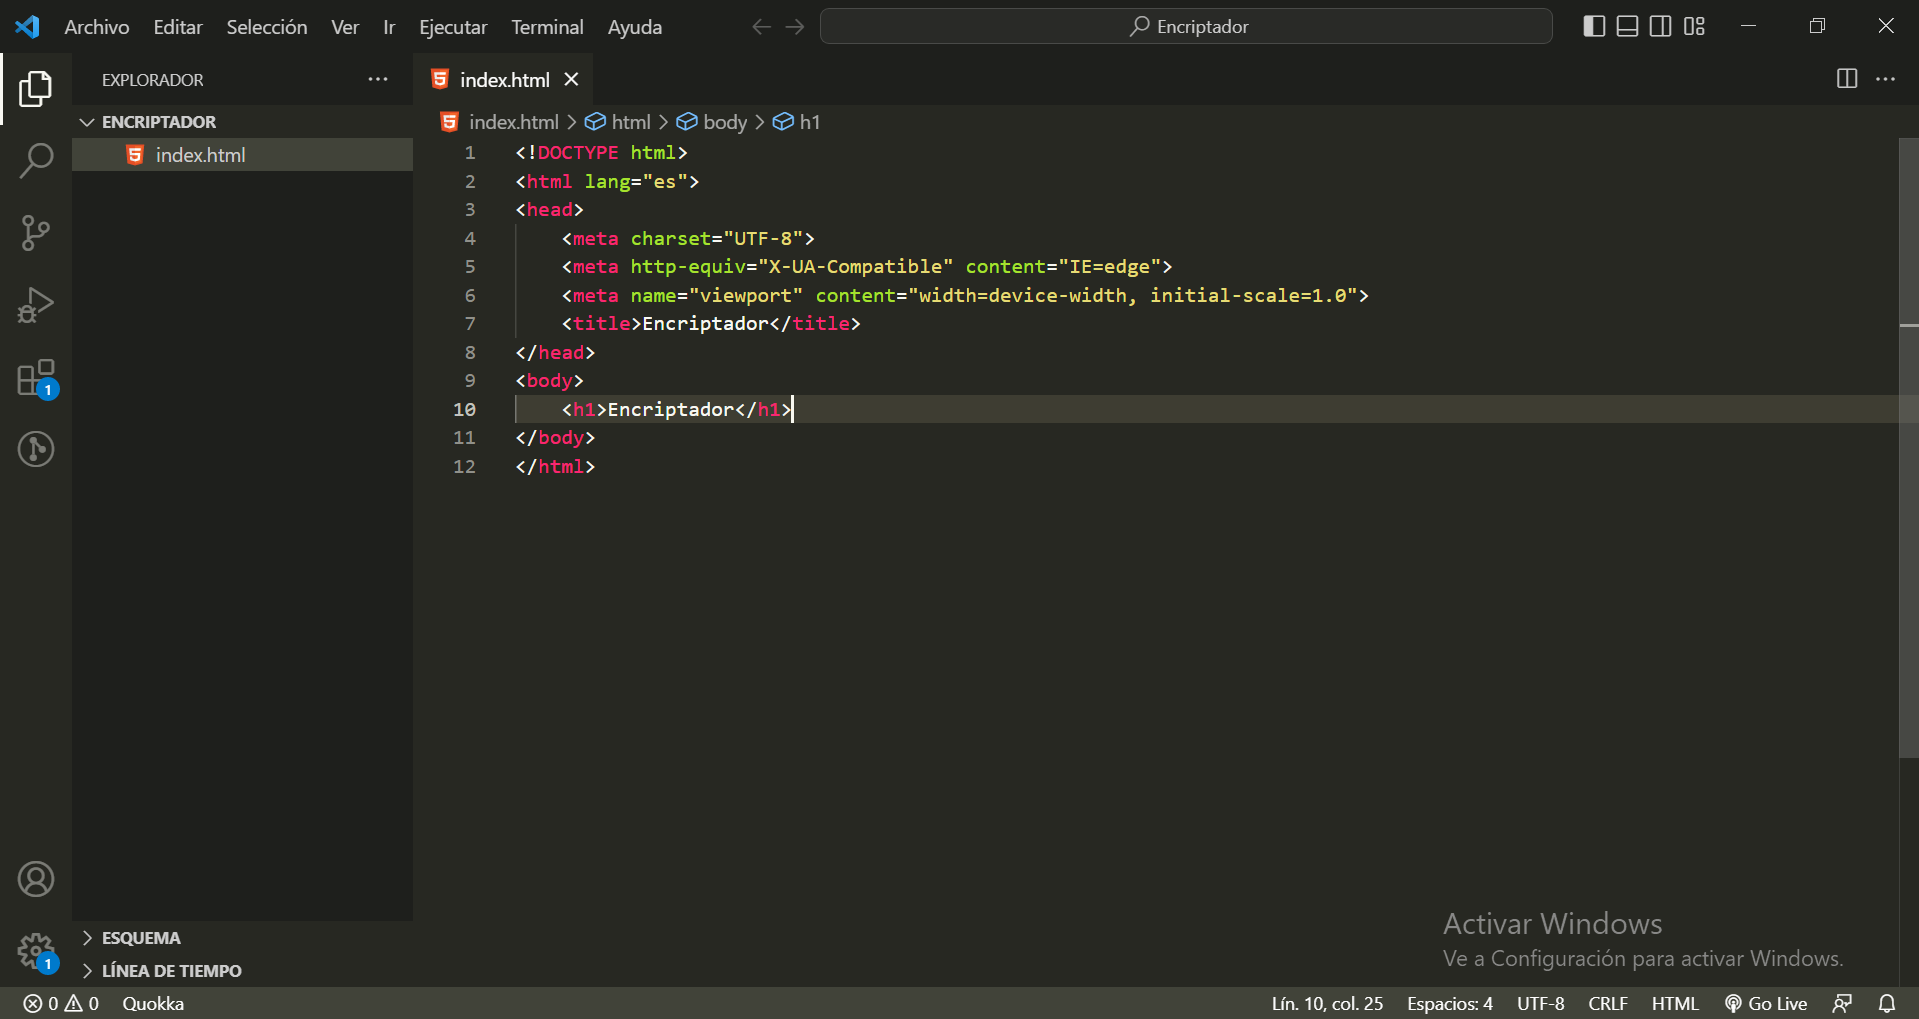 Archivo Editar Selección Ver Ir Ejecutar Terminal Ayuda Encriptador
EXPLORADOR
ENCRIPTADOR
index.html
index.html
index.html > html > body > h1
1 <!DOCTYPE html>
2 <html lang="es">
3 <head>
4     <meta charset="UTF-8">
5     <meta http-equiv="X-UA-Compatible" content="IE=edge">
6     <meta name="viewport" content="width=device-width, initial-scale=1.0">
7     <title>Encriptador</title>
8 </head>
9 <body>
10     <h1>Encriptador</h1>
11 </body>
12 </html>
1
1
ESQUEMA
LÍNEA DE TIEMPO
Activar Windows
Ve a Configuración para activar Windows.
0 0 Quokka Lín. 10, col. 25 Espacios: 4 UTF-8 CRLF HTML Go Live